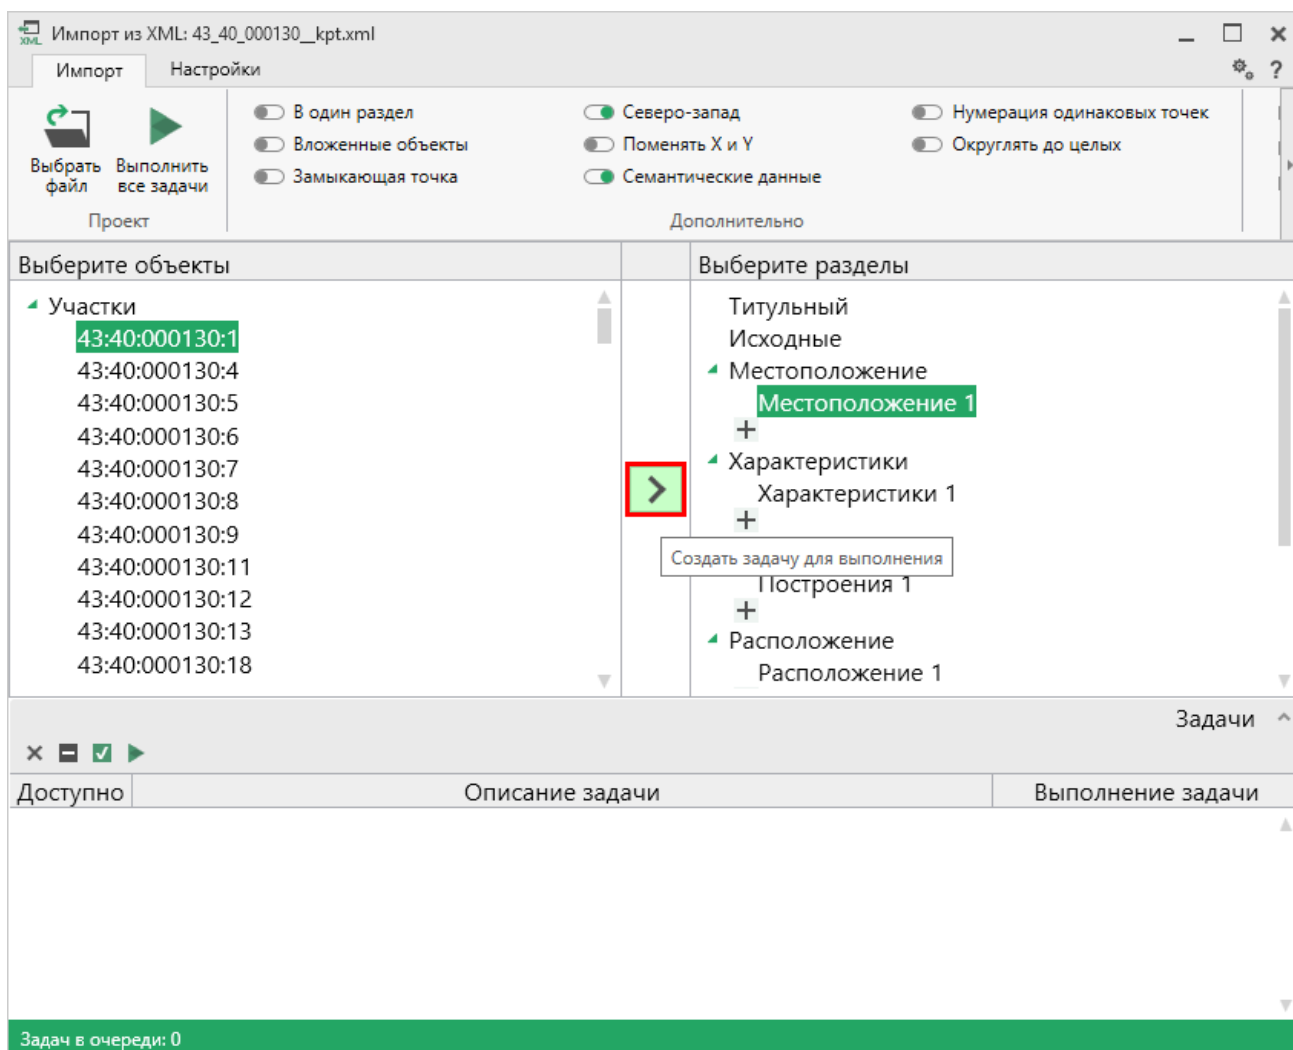 Импорт из XML: 43_40_000130__kpt.xml
Импорт Настройки
?
Выбрать файл
Выполнить все задачи
В один раздел
Вложенные объекты
Замыкающая точка
Северо-запад
Поменять X и Y
Семантические данные
Нумерация одинаковых точек
Округлять до целых
Проект
Дополнительно
Выберите объекты
Участки
43:40:000130:1
43:40:000130:4
43:40:000130:5
43:40:000130:6
43:40:000130:7
43:40:000130:8
43:40:000130:9
43:40:000130:11
43:40:000130:12
43:40:000130:13
43:40:000130:18
Выберите разделы
Титульный
Исходные
Местоположение
Местоположение 1
Характеристики
Характеристики 1
Создать задачу для выполнения
Построения 1
Расположение
Расположение 1
Задачи
Доступно Описание задачи Выполнение задачи
Задач в очереди: 0